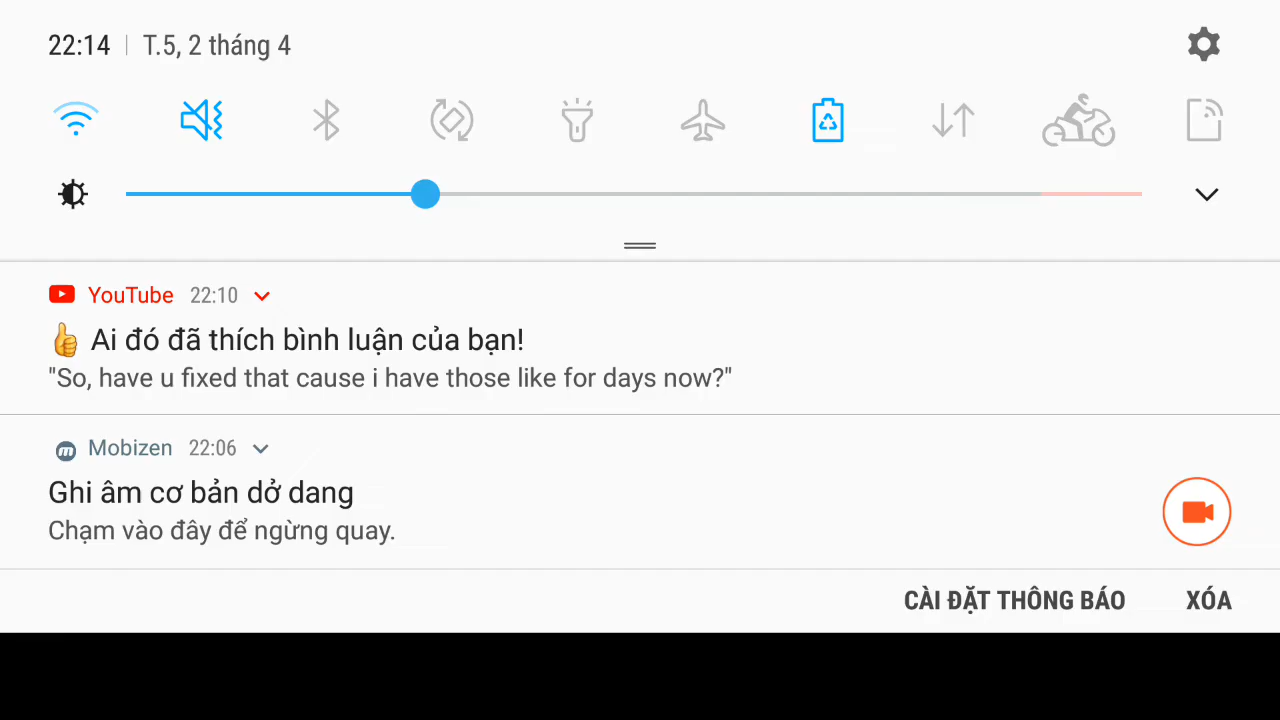 22:14 | T.5, 2 tháng 4
YouTube 22:10
👍 Ai đó đã thích bình luận của bạn!
"So, have u fixed that cause i have those like for days now?"
Mobizen 22:06
Ghi âm cơ bản dở dang
Chạm vào đây để ngừng quay.
CÀI ĐẶT THÔNG BÁO XÓA